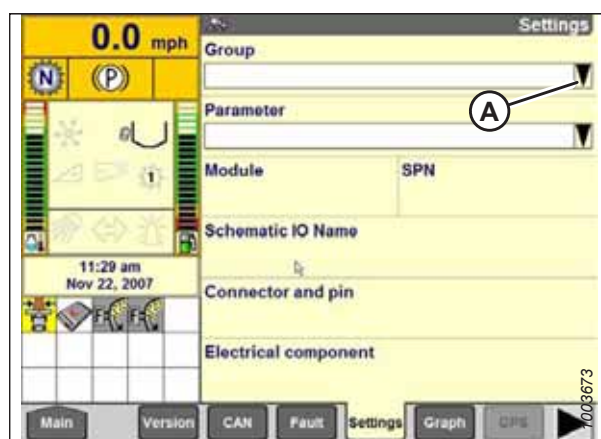 0.0 mph
Settings
Group
N
(P)
A
Parameter
G
1
Module
SPN
Schematic IO Name
11:29 am
Nov 22, 2007
Connector and pin
F
F
Electrical component
1003673
Main
Version
CAN
Fault
Settings
Graph
GPS